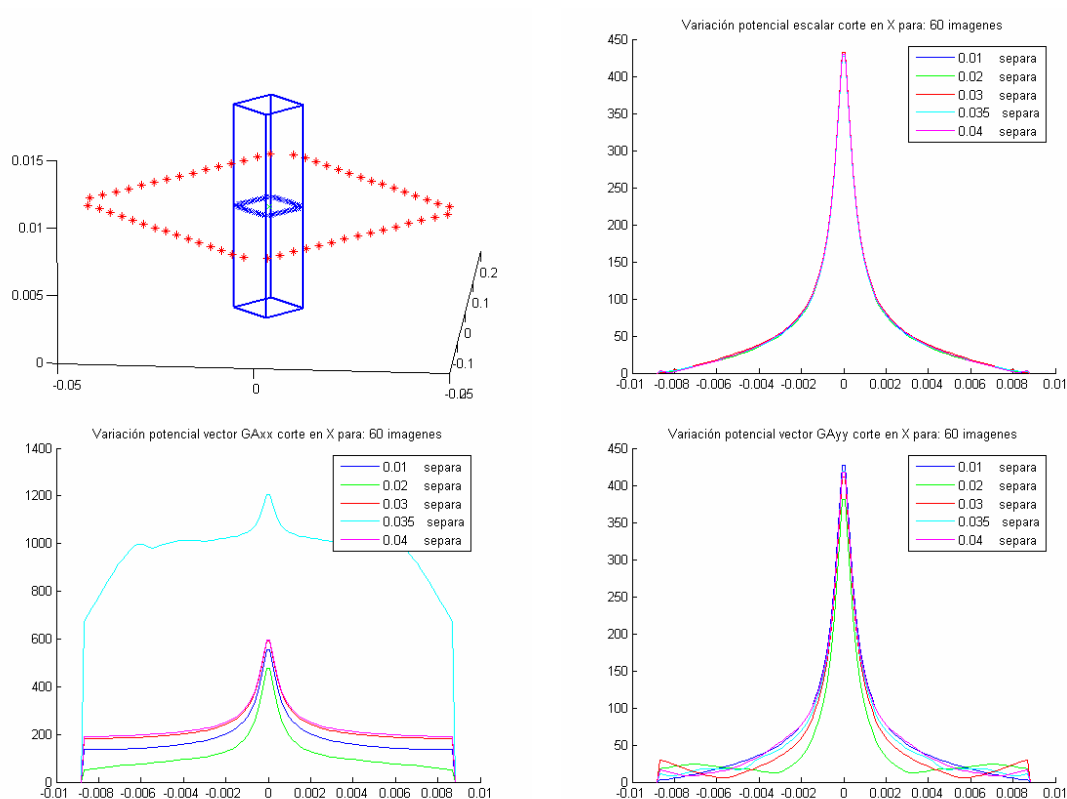 0.015
0.01
0.005
0
-0.05
0
-0.05
0.2
0.1
0
-0.1
Variación potencial escalar corte en X para: 60 imagenes
450
400
350
300
250
200
150
100
50
0
-0.01 -0.008 -0.006 -0.004 -0.002 0 0.002 0.004 0.006 0.008 0.01
0.01 separa
0.02 separa
0.03 separa
0.035 separa
0.04 separa
Variación potencial vector GAxx corte en X para: 60 imagenes
1400
1200
1000
800
600
400
200
0
-0.01 -0.008 -0.006 -0.004 -0.002 0 0.002 0.004 0.006 0.008 0.01
0.01 separa
0.02 separa
0.03 separa
0.035 separa
0.04 separa
Variación potencial vector GAyy corte en X para: 60 imagenes
450
400
350
300
250
200
150
100
50
0
-0.01 -0.008 -0.006 -0.004 -0.002 0 0.002 0.004 0.006 0.008 0.01
0.01 separa
0.02 separa
0.03 separa
0.035 separa
0.04 separa